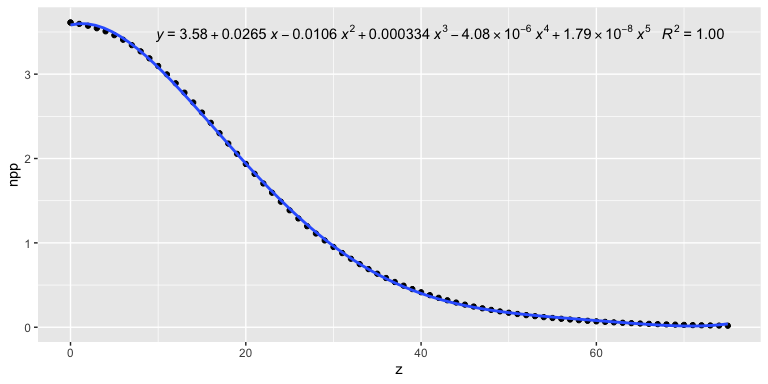 y = 3.58 + 0.0265 x − 0.0106 x² + 0.000334 x³ − 4.08 × 10⁻⁶ x⁴ + 1.79 × 10⁻⁸ x⁵ R² = 1.00
3
2
1
0
npp
0 20 40 60
z